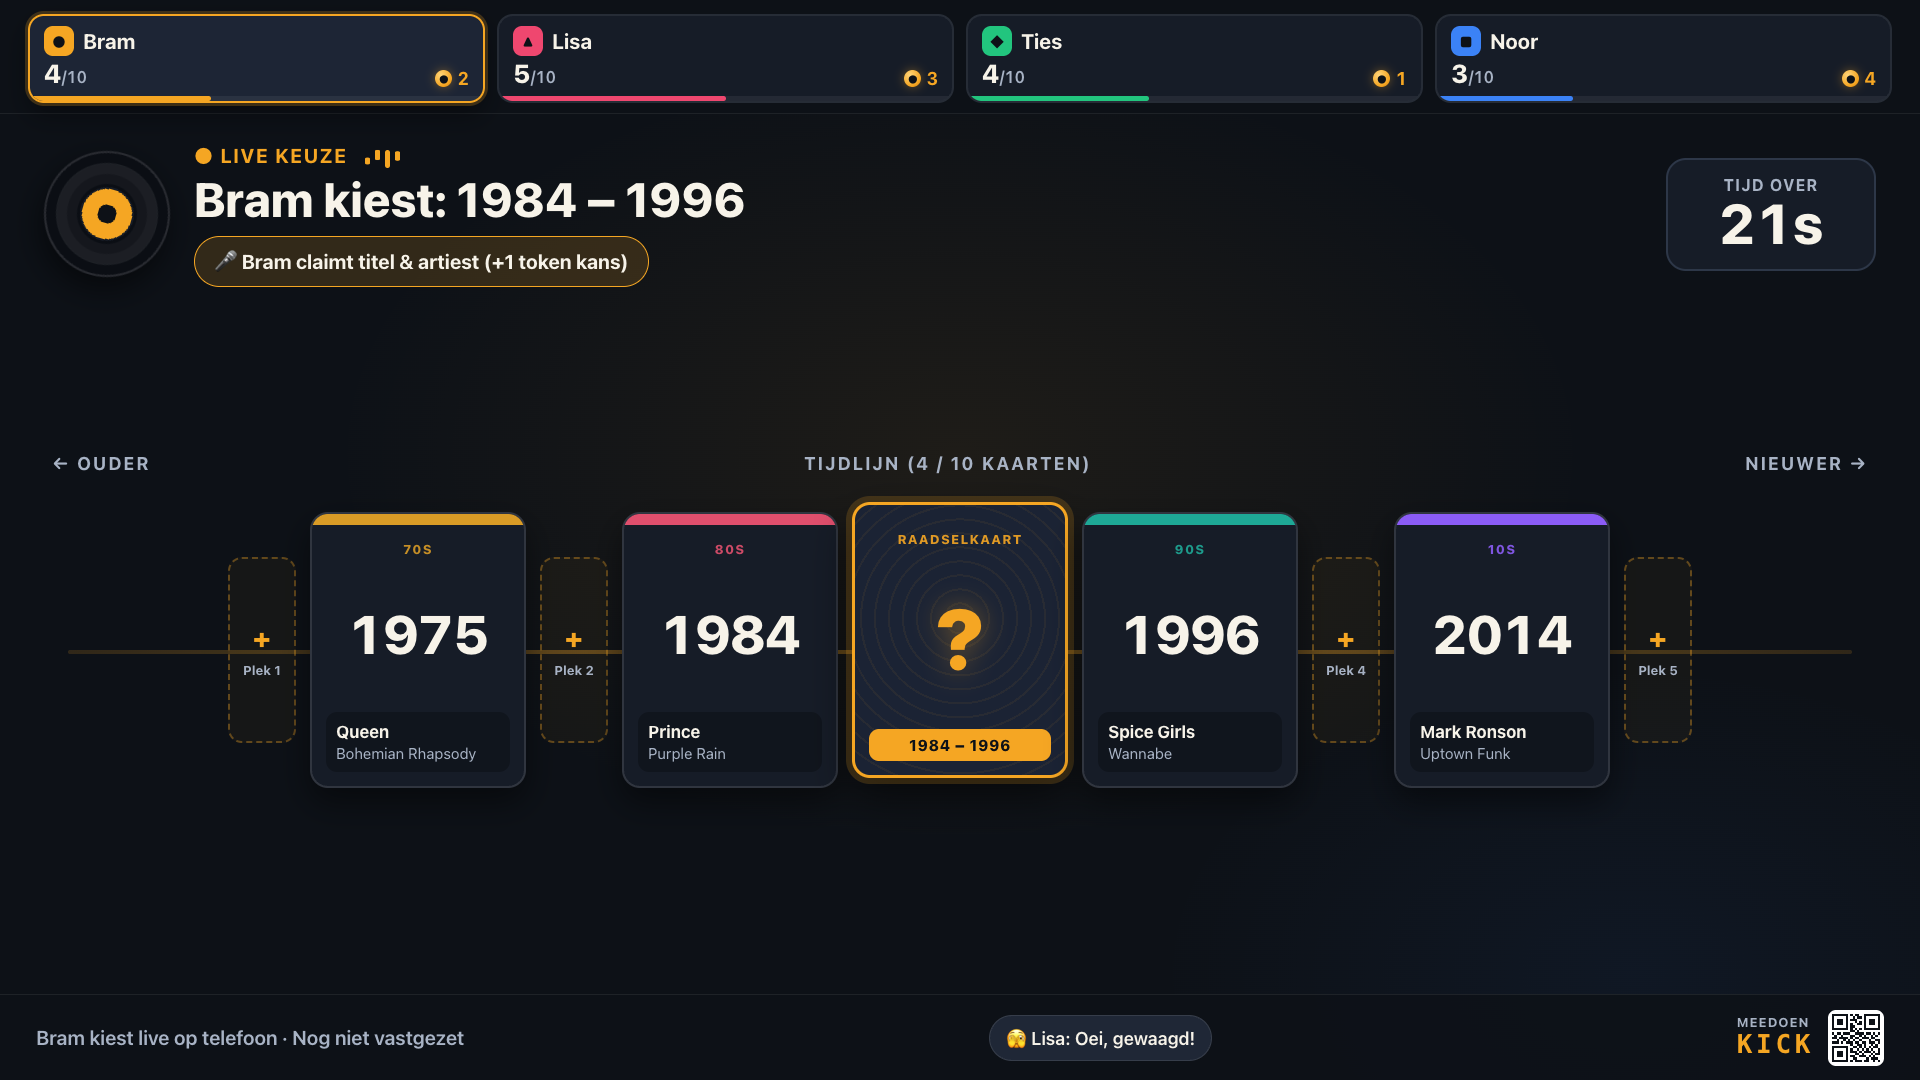 Bram
4/10
2
Lisa
5/10
3
Ties
4/10
1
Noor
3/10
4
LIVE KEUZE
Bram kiest: 1984 – 1996
🎤 Bram claimt titel & artiest (+1 token kans)
TIJD OVER
21s
← OUDER
TIJDLIJN (4 / 10 KAARTEN)
NIEUWER →
+
Plek 1
70S
1975
Queen
Bohemian Rhapsody
+
Plek 2
80S
1984
Prince
Purple Rain
RAADSELKAART
?
1984 – 1996
90S
1996
Spice Girls
Wannabe
+
Plek 4
10S
2014
Mark Ronson
Uptown Funk
+
Plek 5
Bram kiest live op telefoon · Nog niet vastgezet
🫣 Lisa: Oei, gewaagd!
MEEDOEN
KICK